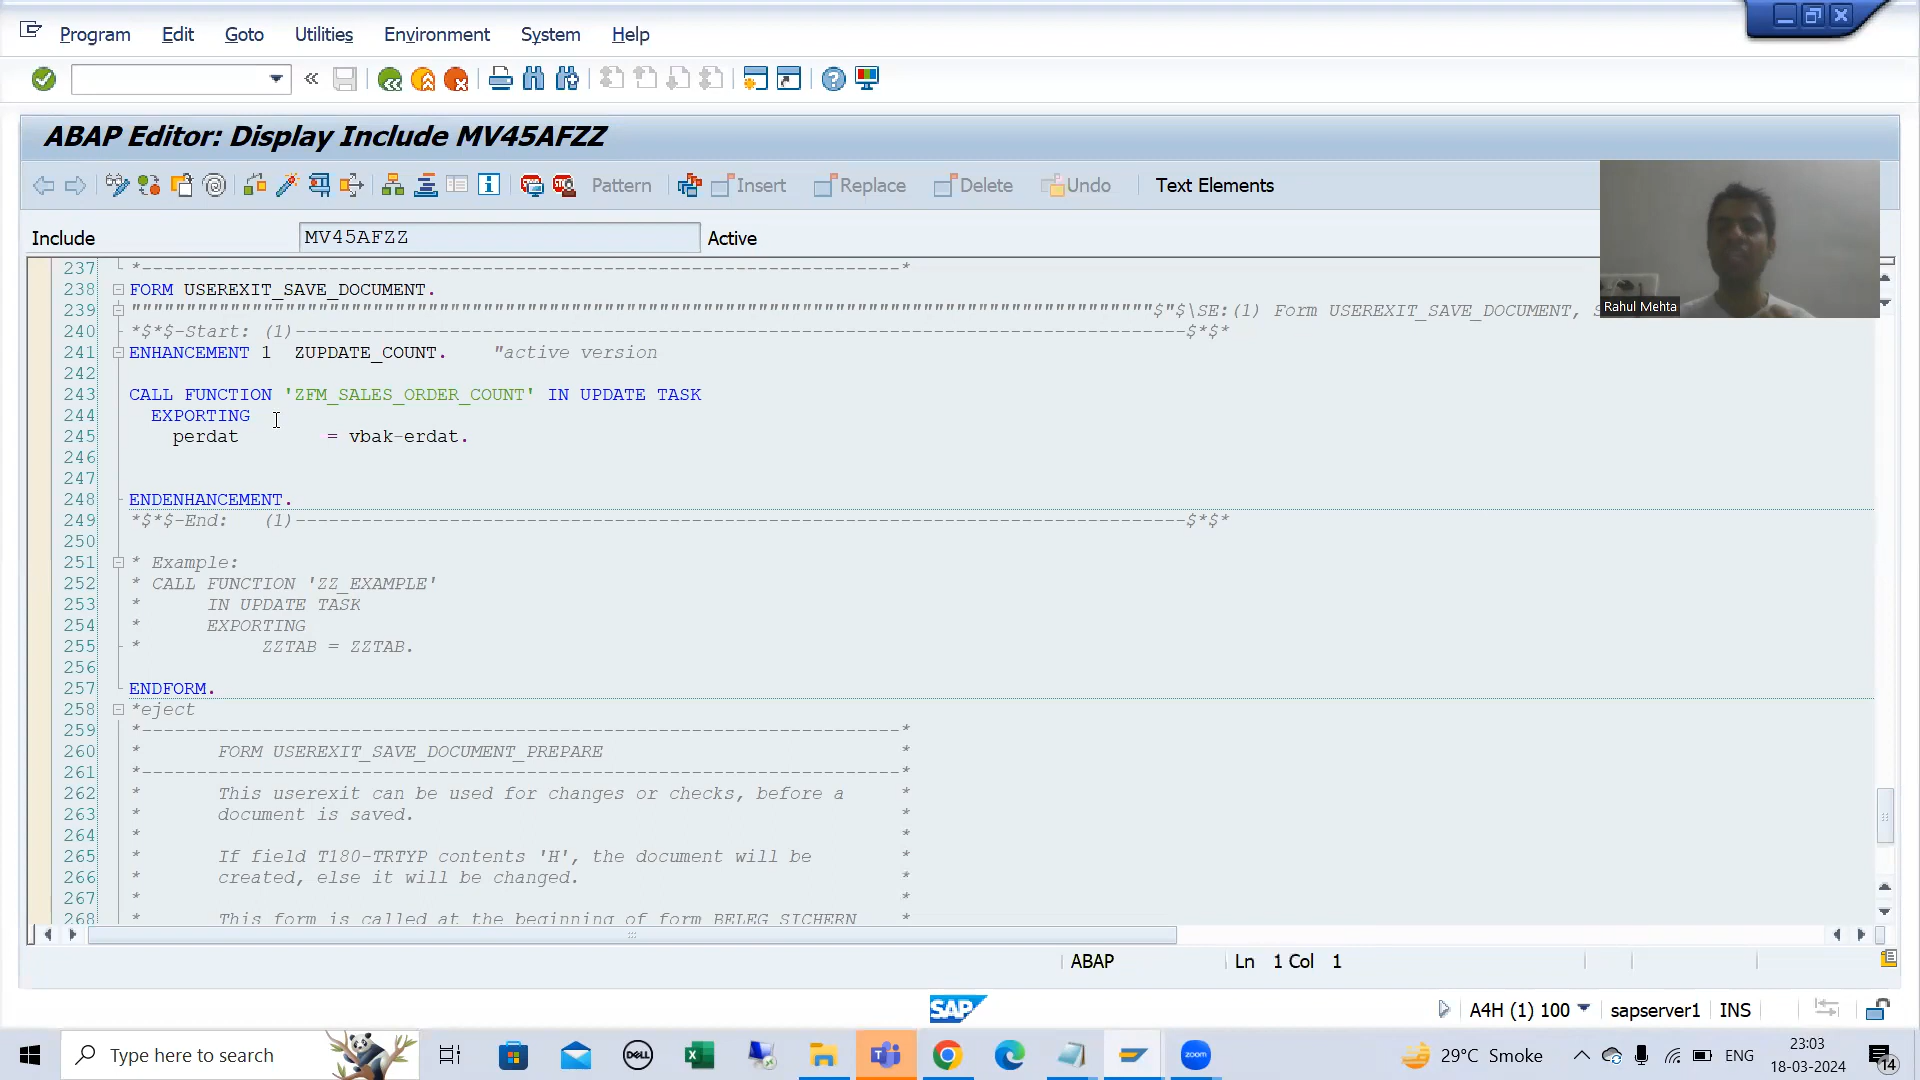 Program Edit Goto Utilities Environment System Help
ABAP Editor: Display Include MV45AFZZ
Pattern Insert Replace Delete Undo Text Elements
Include MV45AFZZ Active
Rahul Mehta
237 *---------------------------------------------------------------------*
238 FORM USEREXIT_SAVE_DOCUMENT.
239 """"""""""""""""""""""""""""""""""""""""""""""""""""""""""""""""""""""""""""""""""""""""""""""$"$\SE:(1) Form USEREXIT_SAVE_DOCUMENT, S
240 *$*$-Start: (1)---------------------------------------------------------------------------------$*$*
241 ENHANCEMENT 1 ZUPDATE_COUNT. "active version
242
243 CALL FUNCTION 'ZFM_SALES_ORDER_COUNT' IN UPDATE TASK
244 EXPORTING
245 perdat = vbak-erdat.
246
247
248 ENDENHANCEMENT.
249 *$*$-End: (1)---------------------------------------------------------------------------------$*$*
250
251 * Example:
252 * CALL FUNCTION 'ZZ_EXAMPLE'
253 * IN UPDATE TASK
254 * EXPORTING
255 * ZZTAB = ZZTAB.
256
257 ENDFORM.
258 *eject
259 *---------------------------------------------------------------------*
260 * FORM USEREXIT_SAVE_DOCUMENT_PREPARE *
261 *---------------------------------------------------------------------*
262 * This userexit can be used for changes or checks, before a *
263 * document is saved. *
264 * *
265 * If field T180-TRTYP contents 'H', the document will be *
266 * created, else it will be changed. *
267 * *
268 * This form is called at the beginning of form BELEG_SICHERN *
ABAP Ln 1 Col 1
SAP A4H (1) 100 sapserver1 INS
Type here to search DELL zoom 29°C Smoke ENG 23:03
18-03-2024 14